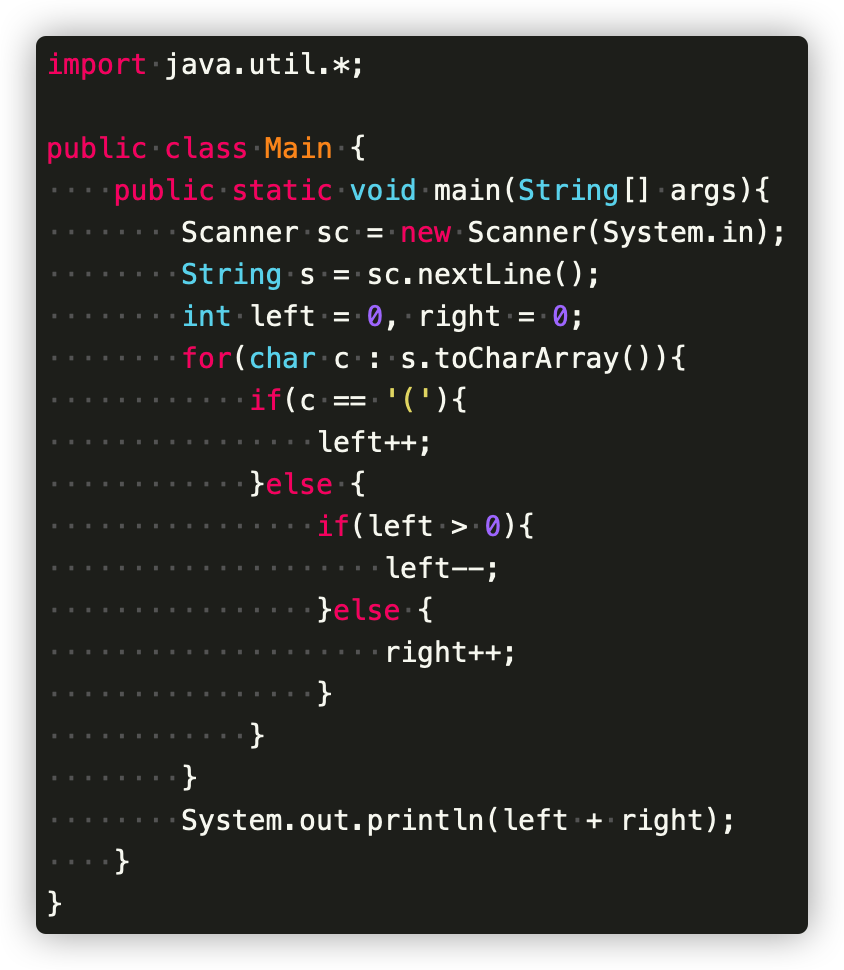 import java.util.*;

public class Main {
    public static void main(String[] args){
        Scanner sc = new Scanner(System.in);
        String s = sc.nextLine();
        int left = 0, right = 0;
        for(char c : s.toCharArray()){
            if(c == '('){
                left++;
            }else {
                if(left > 0){
                    left--;
                }else {
                    right++;
                }
            }
        }
        System.out.println(left + right);
    }
}